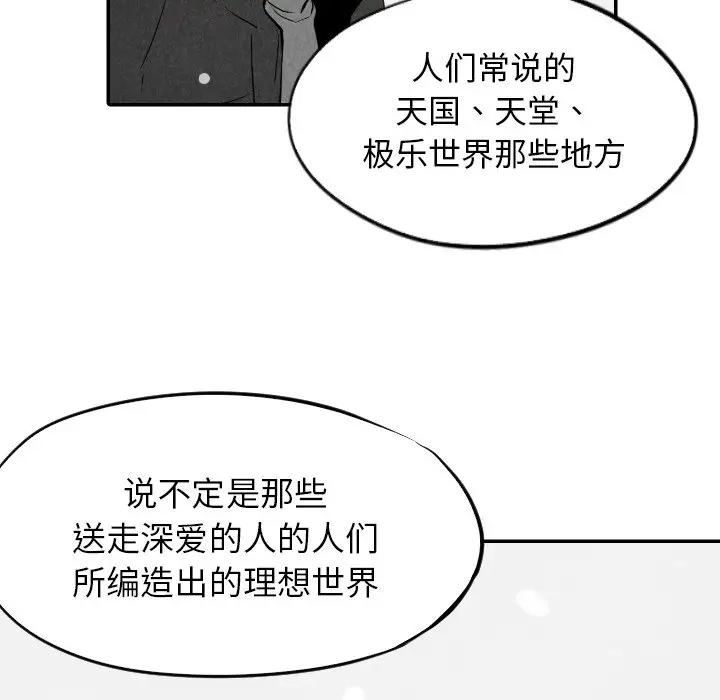 人们常说的
天国、天堂、
极乐世界那些地方
说不定是那些
送走深爱的人的人们
所编造出的理想世界